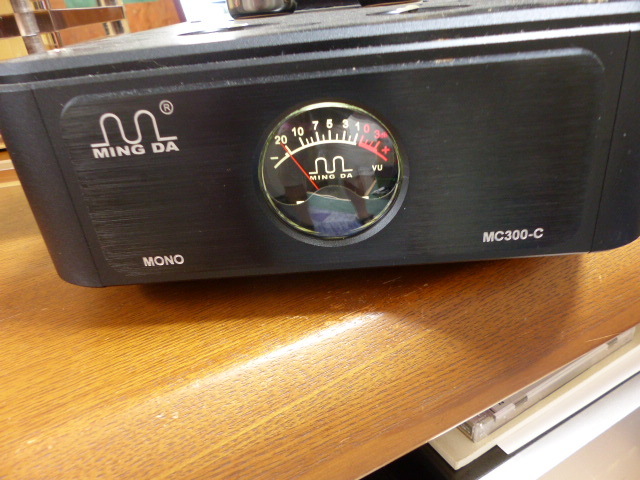 ®
MING DA
20 10 7 5 3 1 0 3
- +
MING DA
VU
MONO
MC300-C